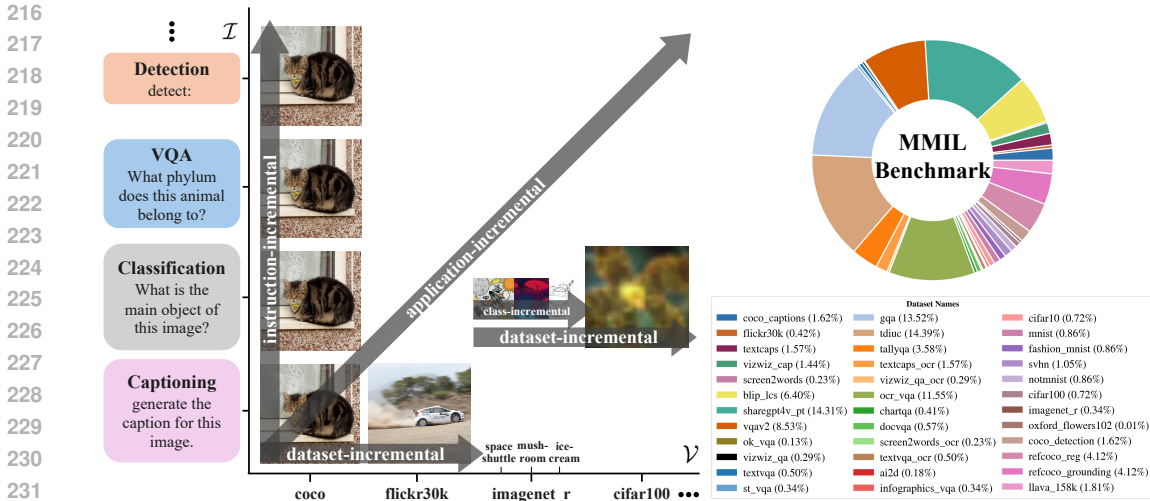 216
217
218
219
220
221
222
223
224
225
226
227
228
229
230
231
𝓘
Detection
detect:
VQA
What phylum
does this animal
belong to?
Classification
What is the
main object of
this image?
Captioning
generate the
caption for this
image.
instruction-incremental
application-incremental
class-incremental
dataset-incremental
dataset-incremental
space
shuttle
mush-
room
ice-
cream
𝒱
coco
flickr30k
imagenet_r
cifar100
MMIL
Benchmark
Dataset Names
coco_captions (1.62%)
flickr30k (0.42%)
textcaps (1.57%)
vizwiz_cap (1.44%)
screen2words (0.23%)
blip_lcs (6.40%)
sharegpt4v_pt (14.31%)
vqav2 (8.53%)
ok_vqa (0.13%)
vizwiz_qa (0.29%)
textvqa (0.50%)
st_vqa (0.34%)
gqa (13.52%)
tdiuc (14.39%)
tallyqa (3.58%)
textcaps_ocr (1.57%)
vizwiz_qa_ocr (0.29%)
ocr_vqa (11.55%)
chartqa (0.41%)
docvqa (0.57%)
screen2words_ocr (0.23%)
textvqa_ocr (0.50%)
ai2d (0.18%)
infographics_vqa (0.34%)
cifar10 (0.72%)
mnist (0.86%)
fashion_mnist (0.86%)
svhn (1.05%)
notmnist (0.86%)
cifar100 (0.72%)
imagenet_r (0.34%)
oxford_flowers102 (0.01%)
coco_detection (1.62%)
refcoco_reg (4.12%)
refcoco_grounding (4.12%)
llava_158k (1.81%)